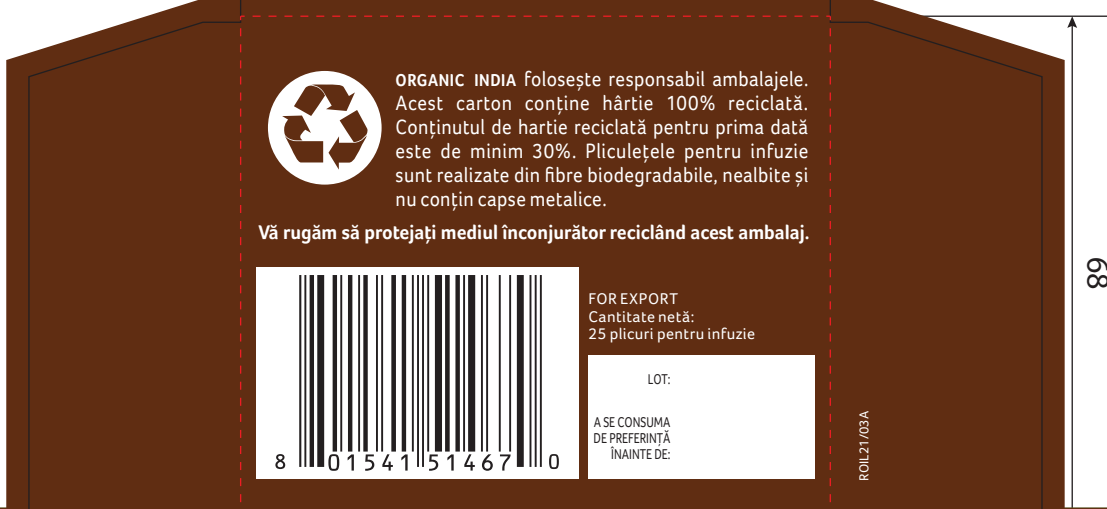 ORGANIC INDIA folosește responsabil ambalajele.
Acest carton conține hârtie 100% reciclată.
Conținutul de hartie reciclată pentru prima dată
este de minim 30%. Pliculețele pentru infuzie
sunt realizate din fibre biodegradabile, nealbite și
nu conțin capse metalice.
Vă rugăm să protejați mediul înconjurător reciclând acest ambalaj.
FOR EXPORT
Cantitate netă:
25 plicuri pentru infuzie
LOT:
A SE CONSUMA
DE PREFERINȚĂ
ÎNAINTE DE:
8 01541 51467 0
ROIL21/03A
89